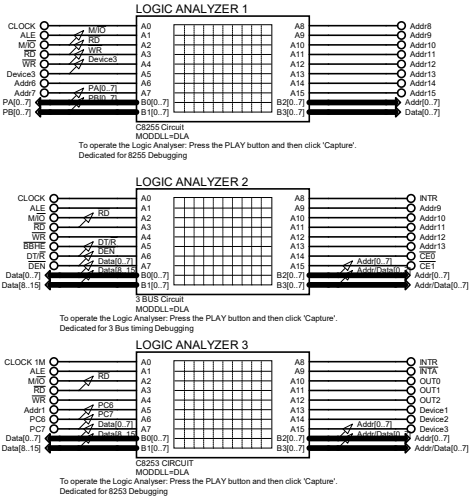 LOGIC ANALYZER 1
CLOCK A0 A8 Addr8
ALE M/IO A1 A9 Addr9
M/IO RD A2 A10 Addr10
RD WR A3 A11 Addr11
WR Device3 A4 A12 Addr12
Device3 A5 A13 Addr13
Addr6 A6 A14 Addr14
Addr7 PA[0..7] A7 A15 Addr15
PA[0..7] PB[0..7] B0[0..7] B2[0..7] Addr[0..7]
PB[0..7] B1[0..7] B3[0..7] Data[0..7]
C8255 Circuit
MODDLL=DLA
To operate the Logic Analyser: Press the PLAY button and then click 'Capture'.
Dedicated for 8255 Debugging
LOGIC ANALYZER 2
CLOCK A0 A8 INTR
ALE A1 A9 Addr9
M/IO RD A2 A10 Addr10
RD A3 A11 Addr11
WR A4 A12 Addr12
BBHE DT/R A5 A13 Addr13
DT/R DEN A6 A14 CE0
DEN Data[0..7] A7 A15 Addr[0..7] CE1
Data[0..7] Data[8..15] B0[0..7] B2[0..7] Addr/Data[0..7] Addr[0..7]
Data[8..15] B1[0..7] B3[0..7] Addr/Data[0..7]
3 BUS Circuit
MODDLL=DLA
To operate the Logic Analyser: Press the PLAY button and then click 'Capture'.
Dedicated for 3 Bus timing Debugging
LOGIC ANALYZER 3
CLOCK 1M A0 A8 INTR
ALE A1 A9 INTA
M/IO RD A2 A10 OUT0
RD A3 A11 OUT1
WR A4 A12 OUT2
Addr1 PC6 A5 A13 Device1
PC6 PC7 A6 A14 Device2
PC7 Data[0..7] A7 A15 Addr[0..7] Device3
Data[0..7] Data[8..15] B0[0..7] B2[0..7] Addr/Data[0..7] Addr[0..7]
Data[8..15] B1[0..7] B3[0..7] Addr/Data[0..7]
C8253 CIRCUIT
MODDLL=DLA
To operate the Logic Analyser: Press the PLAY button and then click 'Capture'.
Dedicated for 8253 Debugging